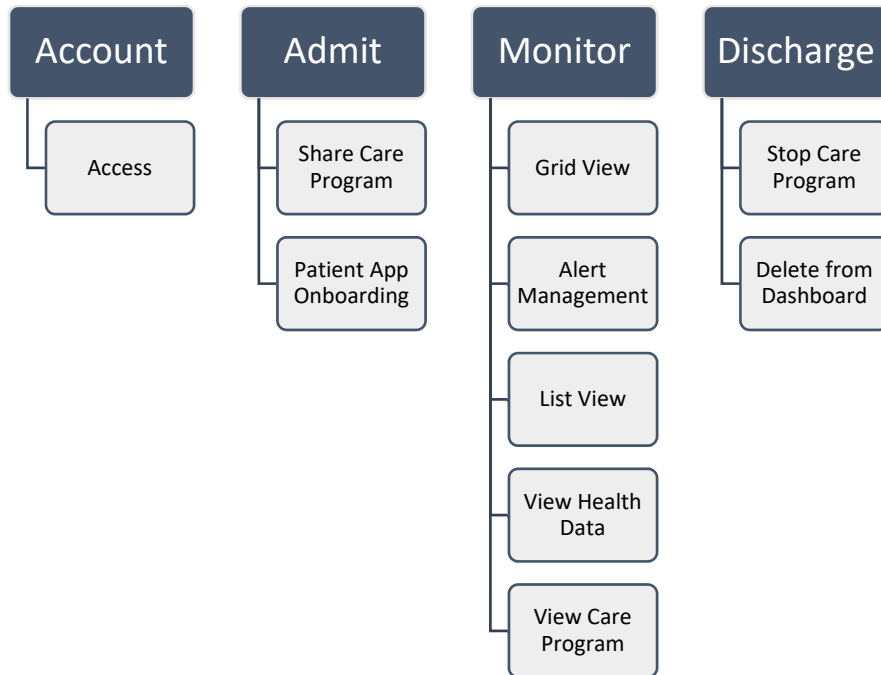 Account
Access
Admit
Share Care
Program
Patient App
Onboarding
Monitor
Grid View
Alert
Management
List View
View Health
Data
View Care
Program
Discharge
Stop Care
Program
Delete from
Dashboard